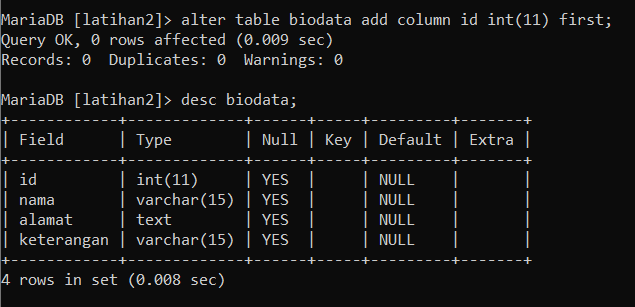 MariaDB [latihan2]> alter table biodata add column id int(11) first;
Query OK, 0 rows affected (0.009 sec)
Records: 0  Duplicates: 0  Warnings: 0

MariaDB [latihan2]> desc biodata;
+------------+-------------+------+-----+---------+-------+
| Field      | Type        | Null | Key | Default | Extra |
+------------+-------------+------+-----+---------+-------+
| id         | int(11)     | YES  |     | NULL    |       |
| nama       | varchar(15) | YES  |     | NULL    |       |
| alamat     | text        | YES  |     | NULL    |       |
| keterangan | varchar(15) | YES  |     | NULL    |       |
+------------+-------------+------+-----+---------+-------+
4 rows in set (0.008 sec)